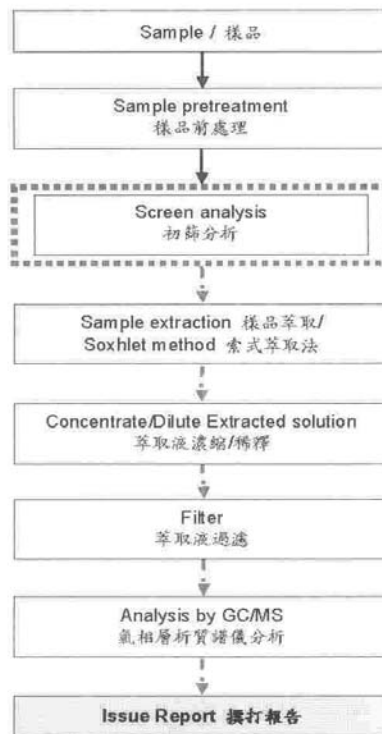 Sample / 樣品
Sample pretreatment
樣品前處理
Screen analysis
初篩分析
Sample extraction 樣品萃取/
Soxhlet method 索式萃取法
Concentrate/Dilute Extracted solution
萃取液濃縮/稀釋
Filter
萃取液過濾
Analysis by GC/MS
氣相層析質譜儀分析
Issue Report 撰打報告